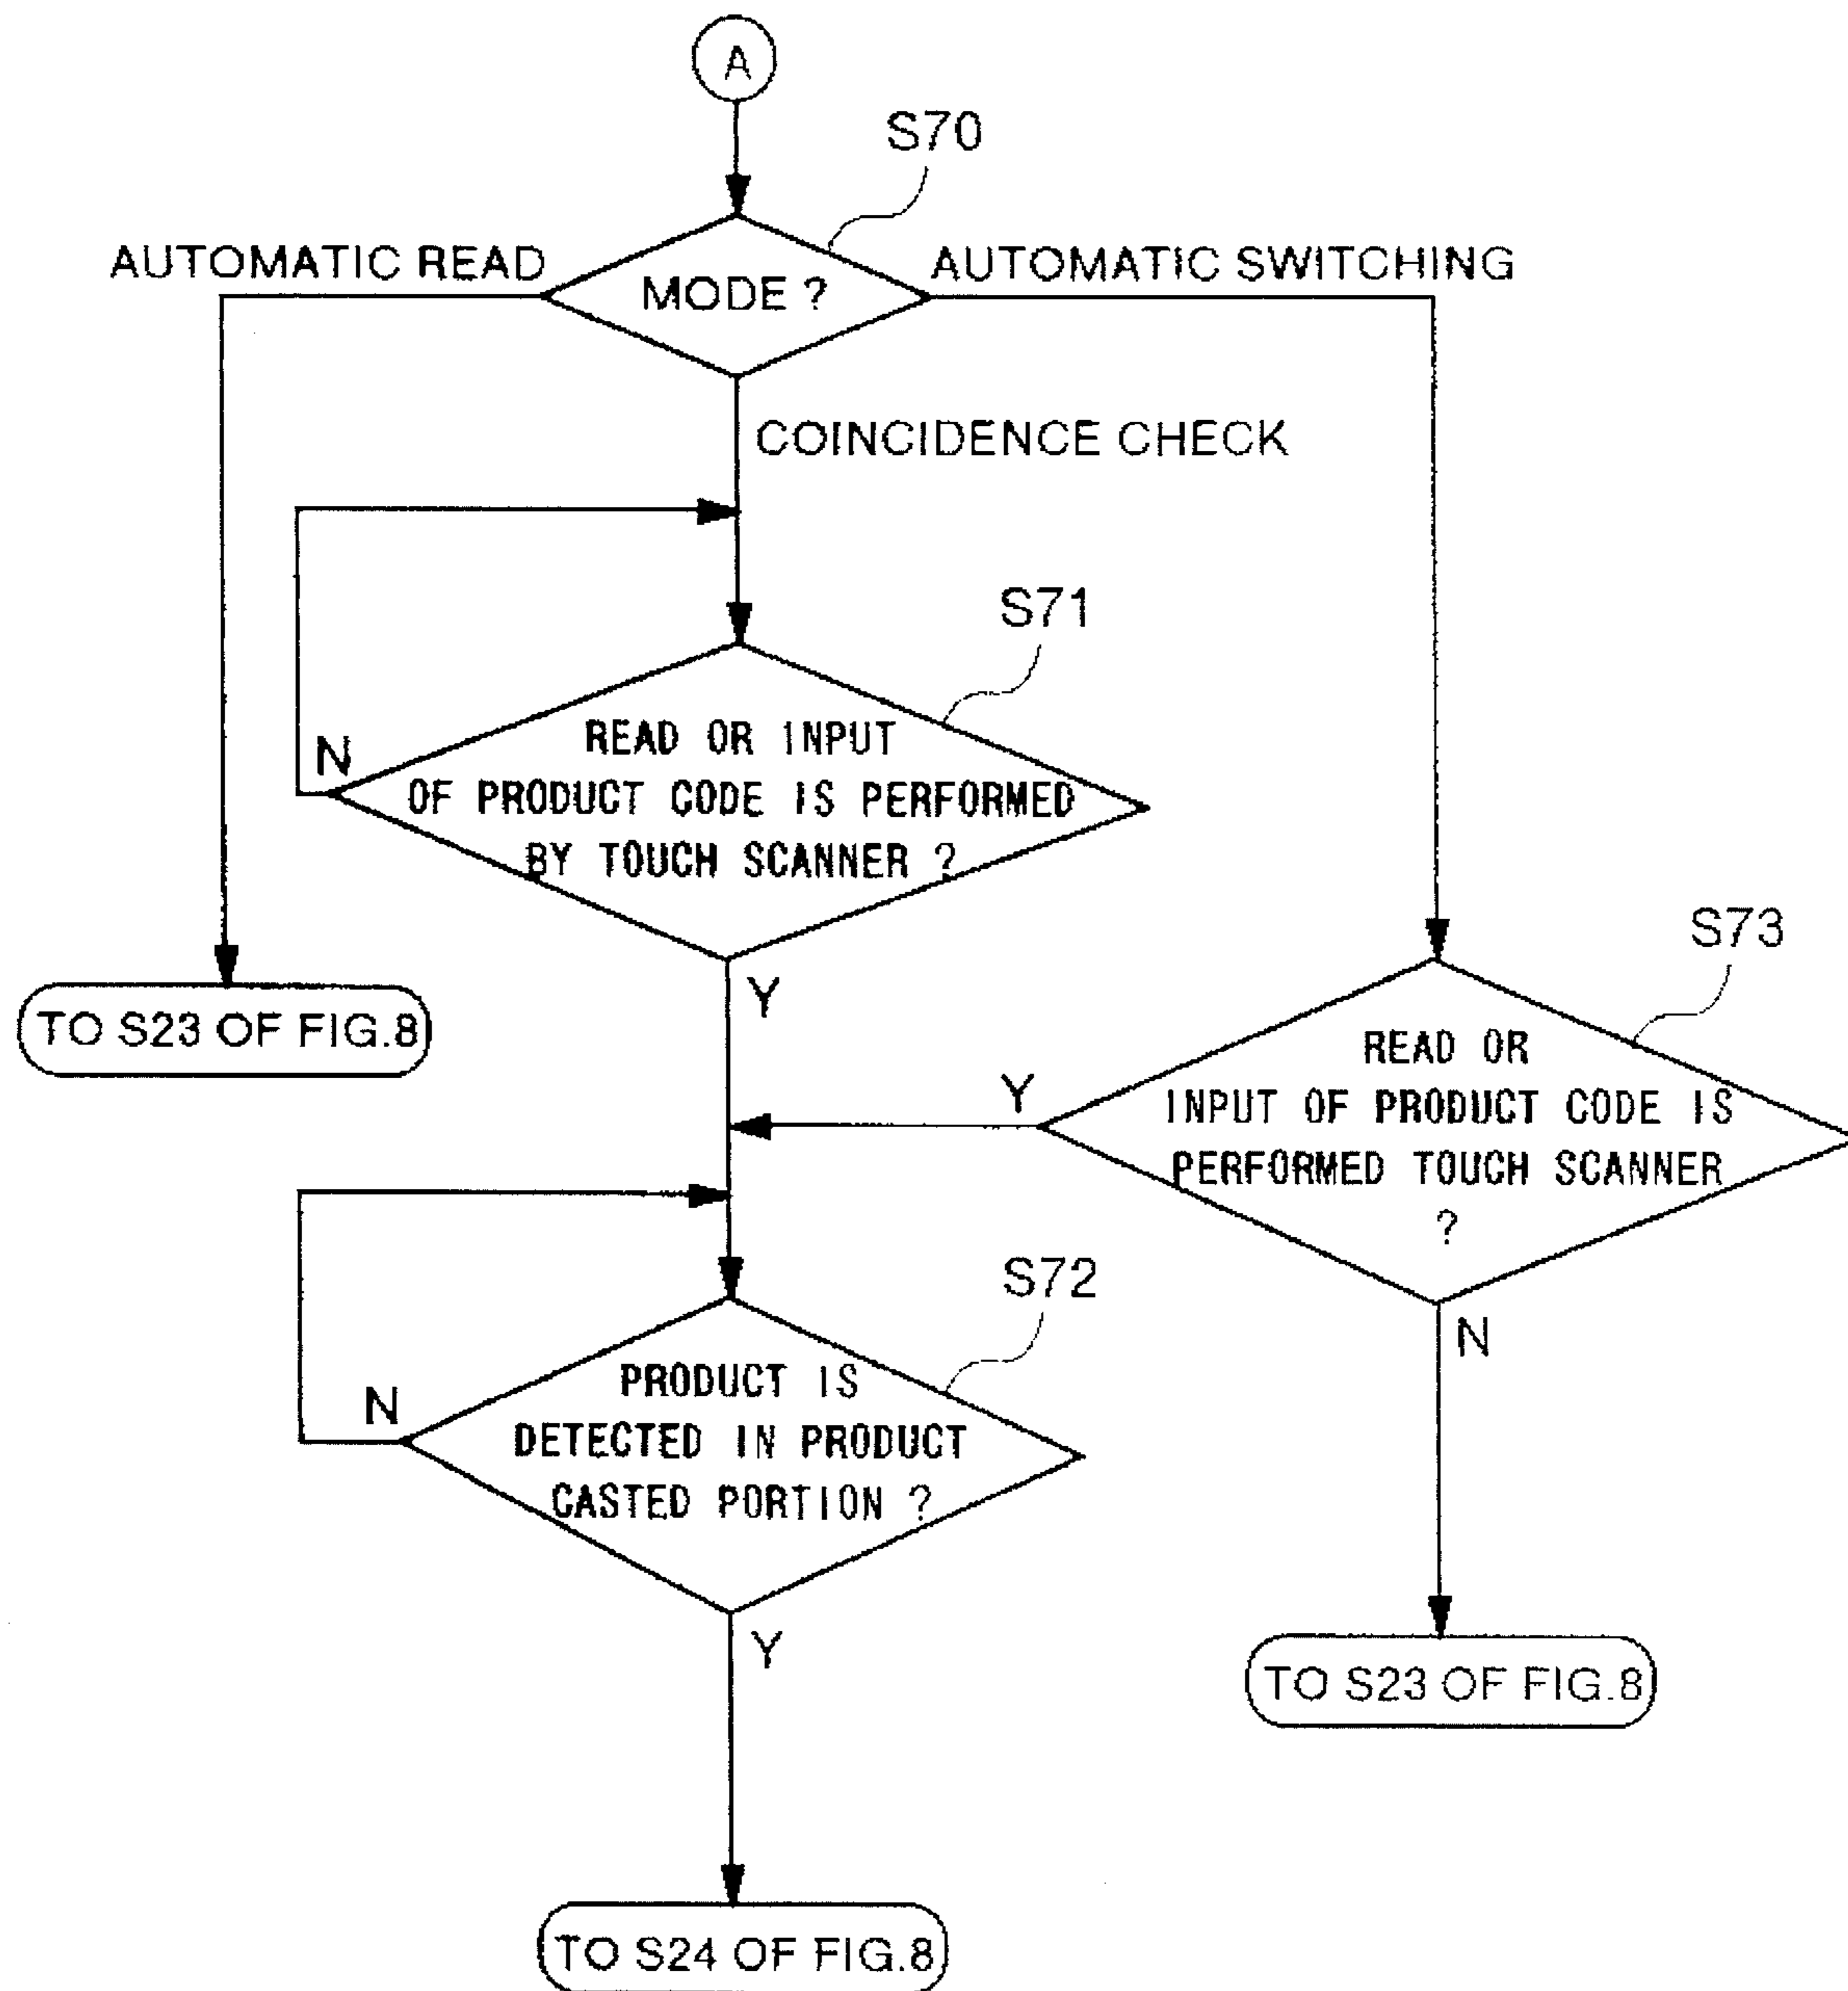 A
S70
AUTOMATIC READ
MODE ?
AUTOMATIC SWITCHING
COINCIDENCE CHECK
S71
N
READ OR INPUT
OF PRODUCT CODE IS PERFORMED
BY TOUCH SCANNER ?
Y
TO S23 OF FIG.8
S73
READ OR
INPUT OF PRODUCT CODE IS
PERFORMED TOUCH SCANNER
?
Y
N
S72
N
PRODUCT IS
DETECTED IN PRODUCT
CASTED PORTION ?
Y
TO S23 OF FIG.8
TO S24 OF FIG.8